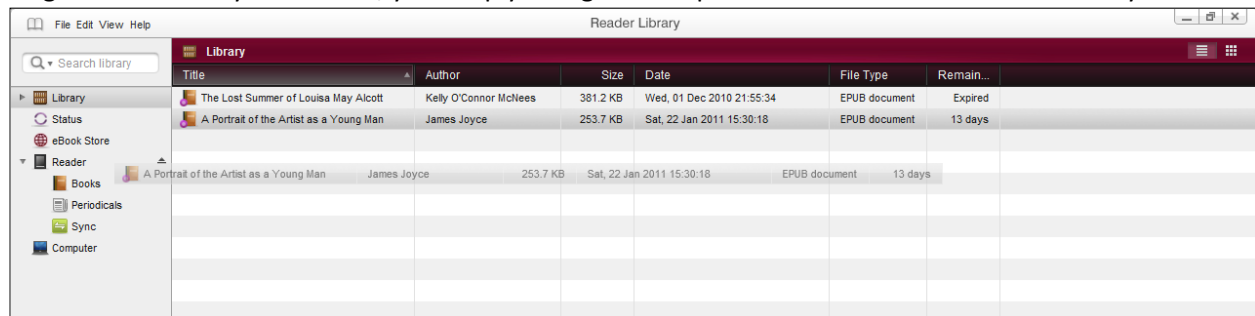 File Edit View Help
Reader Library
Search library
Library
Title Author Size Date File Type Remain...
Library
The Lost Summer of Louisa May Alcott Kelly O'Connor McNees 381.2 KB Wed, 01 Dec 2010 21:55:34 EPUB document Expired
Status
A Portrait of the Artist as a Young Man James Joyce 253.7 KB Sat, 22 Jan 2011 15:30:18 EPUB document 13 days
eBook Store
Reader
A Portrait of the Artist as a Young Man James Joyce 253.7 KB Sat, 22 Jan 2011 15:30:18 EPUB document 13 days
Books
Periodicals
Sync
Computer